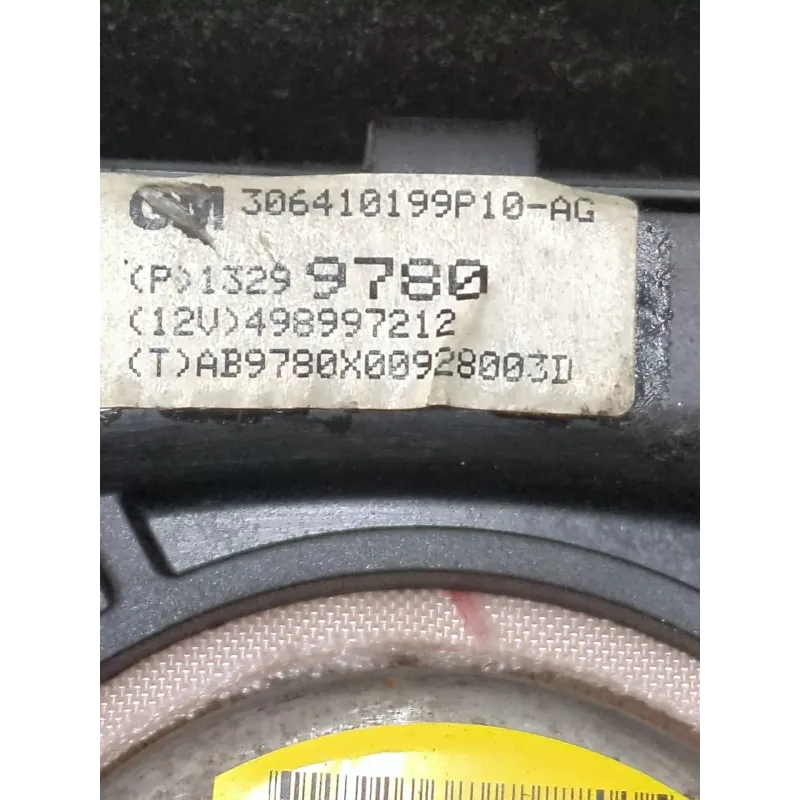 GM 306410199P10-AG
(P)1329 9780
(12V)498997212
(T)AB9780X00928003D